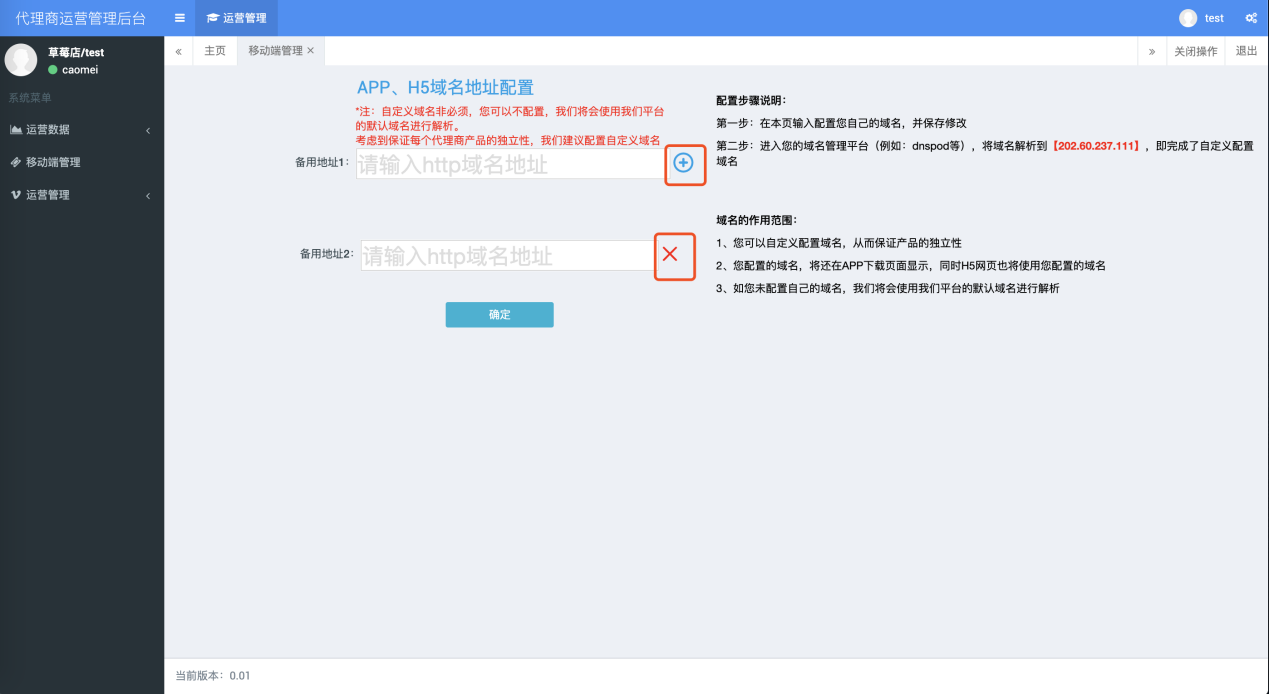 代理商运营管理后台
运营管理
test
草莓店/test
caomei
系统菜单
运营数据
移动端管理
运营管理
主页
移动端管理
关闭操作
退出
APP、H5域名地址配置
*注：自定义域名非必须，您可以不配置，我们将会使用我们平台
的默认域名进行解析。
考虑到保证每个代理商产品的独立性，我们建议配置自定义域名
备用地址1：
请输入http域名地址
备用地址2：
请输入http域名地址
确定
配置步骤说明：
第一步：在本页输入配置您自己的域名，并保存修改
第二步：进入您的域名管理平台（例如：dnspod等），将域名解析到【202.60.237.111】，即完成了自定义配置
域名
域名的作用范围：
1、您可以自定义配置域名，从而保证产品的独立性
2、您配置的域名，将还在APP下载页面显示，同时H5网页也将使用您配置的域名
3、如您未配置自己的域名，我们将会使用我们平台的默认域名进行解析
当前版本：0.01